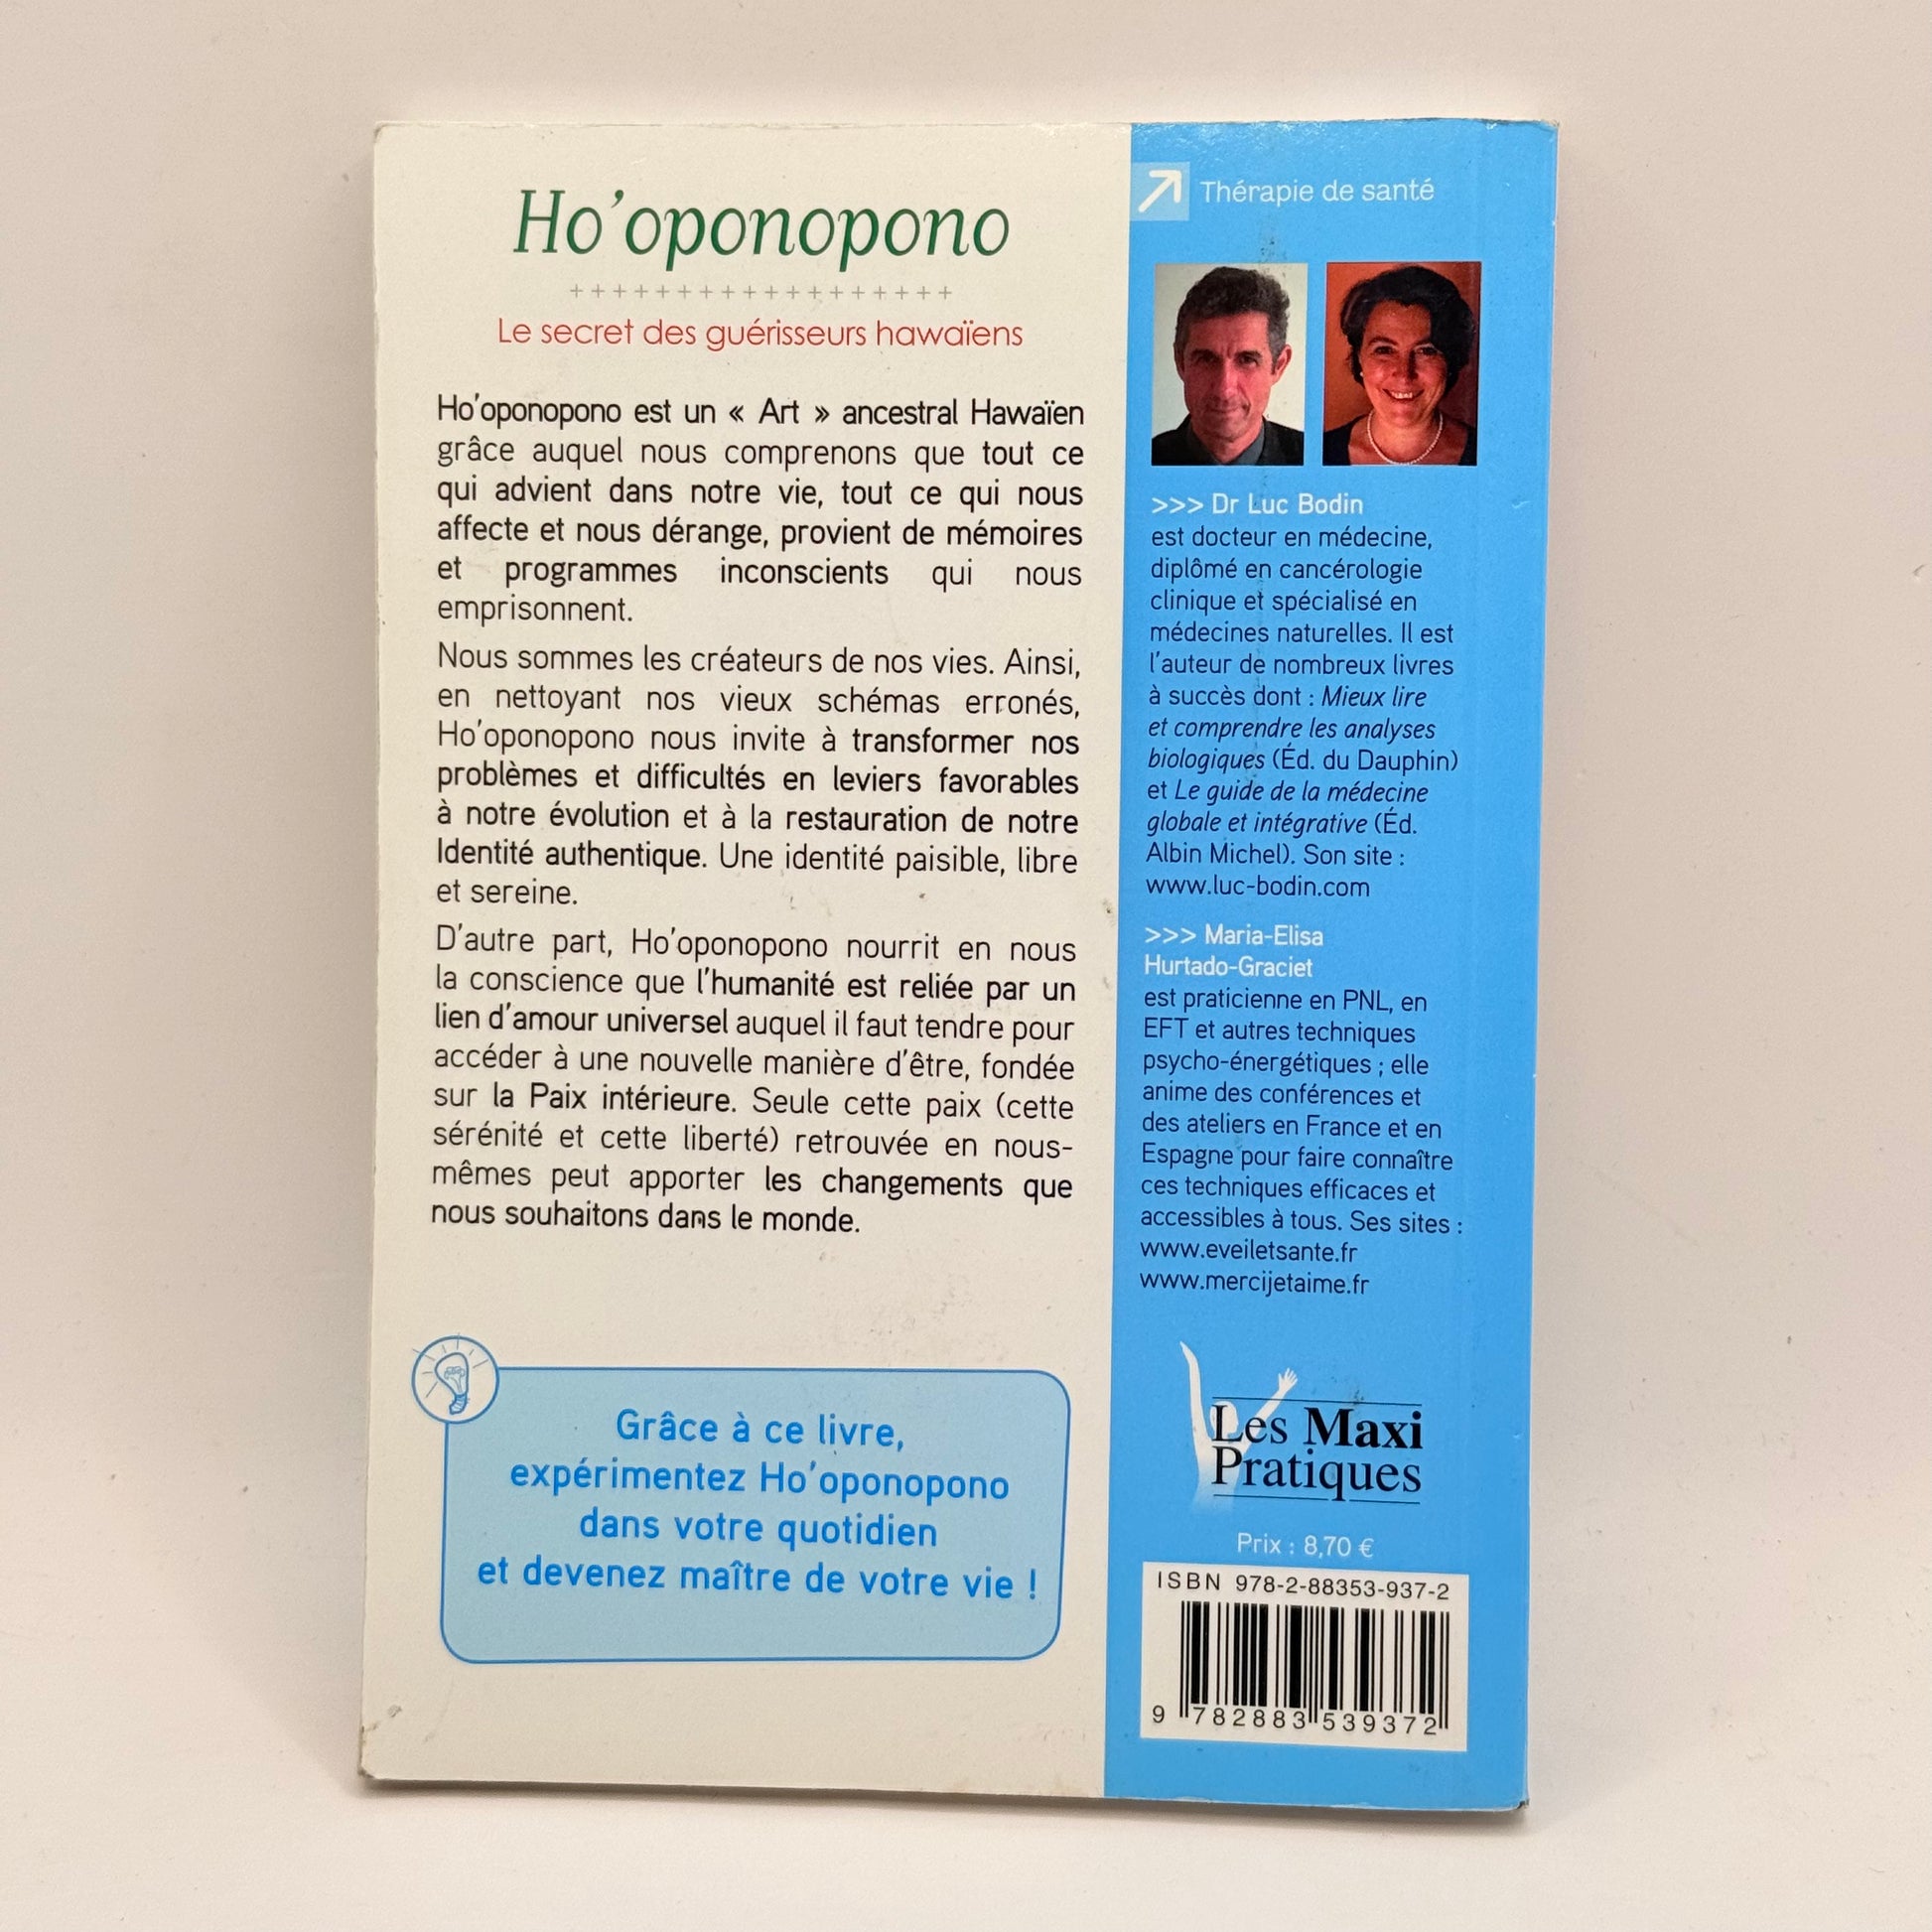 Ho'oponopono
++++++++++++++++++
Le secret des guérisseurs hawaïens
Ho'oponopono est un « Art » ancestral Hawaïen
grâce auquel nous comprenons que tout ce
qui advient dans notre vie, tout ce qui nous
affecte et nous dérange, provient de mémoires
et programmes inconscients qui nous
emprisonnent.
Nous sommes les créateurs de nos vies. Ainsi,
en nettoyant nos vieux schémas erronés,
Ho'oponopono nous invite à transformer nos
problèmes et difficultés en leviers favorables
à notre évolution et à la restauration de notre
Identité authentique. Une identité paisible, libre
et sereine.
D'autre part, Ho'oponopono nourrit en nous
la conscience que l'humanité est reliée par un
lien d'amour universel auquel il faut tendre pour
accéder à une nouvelle manière d'être, fondée
sur la Paix intérieure. Seule cette paix (cette
sérénité et cette liberté) retrouvée en nous-
mêmes peut apporter les changements que
nous souhaitons dans le monde.
Grâce à ce livre,
expérimentez Ho'oponopono
dans votre quotidien
et devenez maître de votre vie !
Thérapie de santé
>>> Dr Luc Bodin
est docteur en médecine,
diplômé en cancérologie
clinique et spécialisé en
médecines naturelles. Il est
l'auteur de nombreux livres
à succès dont : Mieux lire
et comprendre les analyses
biologiques (Éd. du Dauphin)
et Le guide de la médecine
globale et intégrative (Éd.
Albin Michel). Son site :
www.luc-bodin.com
>>> Maria-Elisa
Hurtado-Graciet
est praticienne en PNL, en
EFT et autres techniques
psycho-énergétiques ; elle
anime des conférences et
des ateliers en France et en
Espagne pour faire connaître
ces techniques efficaces et
accessibles à tous. Ses sites :
www.eveiletsante.fr
www.mercijetaime.fr
Les Maxi
Pratiques
Prix : 8,70 €
ISBN 978-2-88353-937-2
9 782883 539372